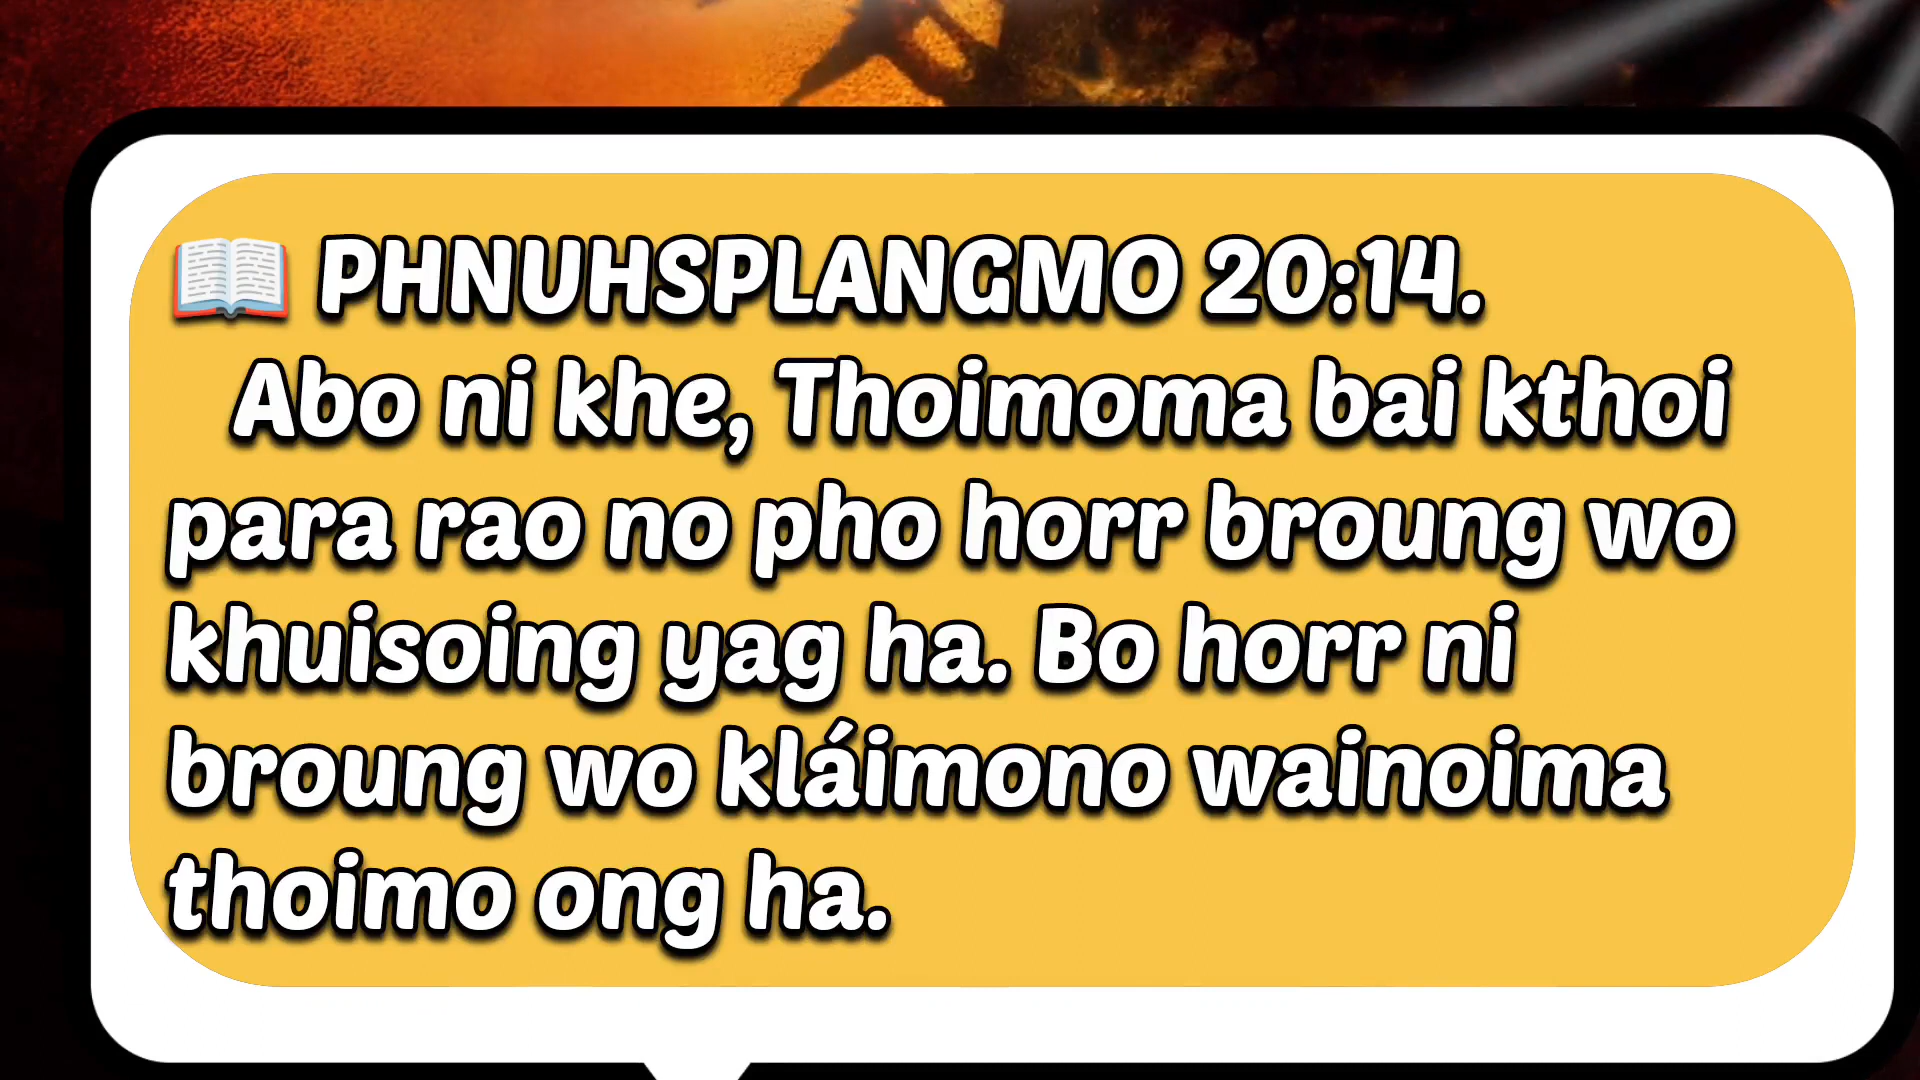 📖 PHNUHSPLANGMO 20:14.
Abo ni khe, Thoimoma bai kthoi
para rao no pho horr broung wo
khuisoing yag ha. Bo horr ni
broung wo kláimono wainoima
thoimo ong ha.